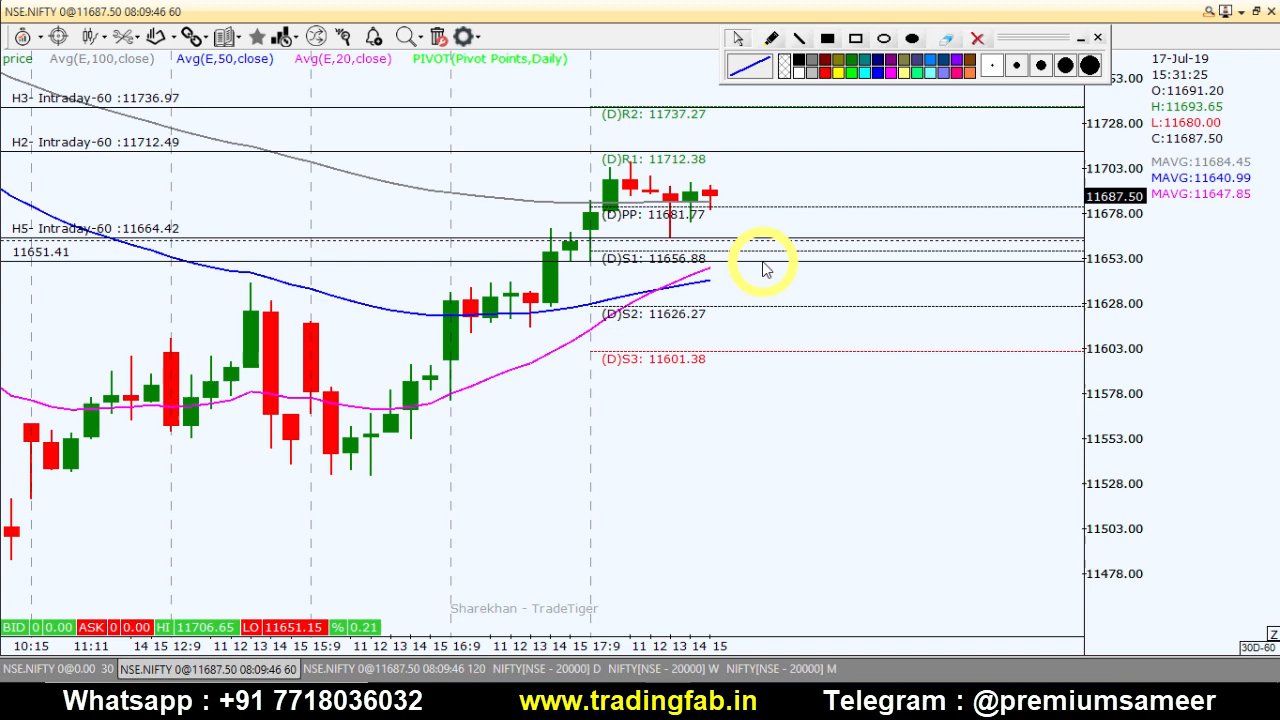 NSE.NIFTY 0@11687.50 08:09:46 60
price Avg(E,100,close) Avg(E,50,close) Avg(E,20,close) PIVOT(Pivot Points,Daily)
17-Jul-19
15:31:25
O:11691.20
H:11693.65
L:11680.00
C:11687.50
MAVG:11684.45
MAVG:11640.99
MAVG:11647.85
H3- Intraday-60 :11736.97
(D)R2: 11737.27
H2- Intraday-60 :11712.49
(D)R1: 11712.38
(D)PP: 11681.77
H5- Intraday-60 :11664.42
11651.41
(D)S1: 11656.88
(D)S2: 11626.27
(D)S3: 11601.38
53.00
11728.00
11703.00
11687.50
11678.00
11653.00
11628.00
11603.00
11578.00
11553.00
11528.00
11503.00
11478.00
Sharekhan - TradeTiger
BID 0 0.00 ASK 0 0.00 HI 11706.65 LO 11651.15 % 0.21
Z
10:15 11:11 14 15 12:9 11 12 13 14 15 15:9 11 12 13 14 15 16:9 11 12 13 14 15 17:9 11 12 13 14 15
30D-60
NSE.NIFTY 0@0.00 30 NSE.NIFTY 0@11687.50 08:09:46 60 NSE.NIFTY 0@11687.50 08:09:46 120 NIFTY[NSE - 20000] D NIFTY[NSE - 20000] W NIFTY[NSE - 20000] M
Whatsapp : +91 7718036032 www.tradingfab.in Telegram : @premiumsameer